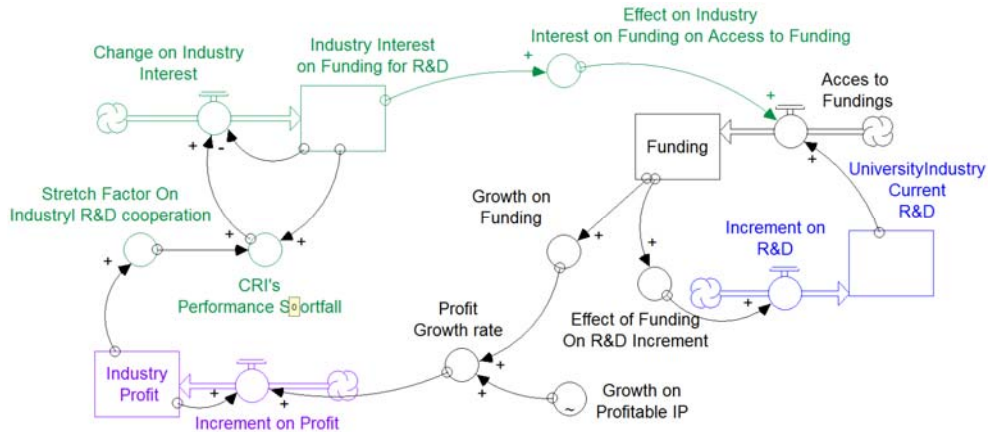 Effect on Industry
Interest on Funding on Access to Funding
Change on Industry
Interest
Industry Interest
on Funding for R&D
+
Acces to
Fundings
+
+
-
Funding
+
UniversityIndustry
Current
R&D
Stretch Factor On
Industryl R&D cooperation
Growth on
Funding
Increment on
R&D
+
+
+
+
+
CRI's
Performance Sortfall
Profit
Growth rate
Effect of Funding
On R&D Increment
+
+
+
Industry
Profit
+
+
~
Growth on
Profitable IP
Increment on Profit